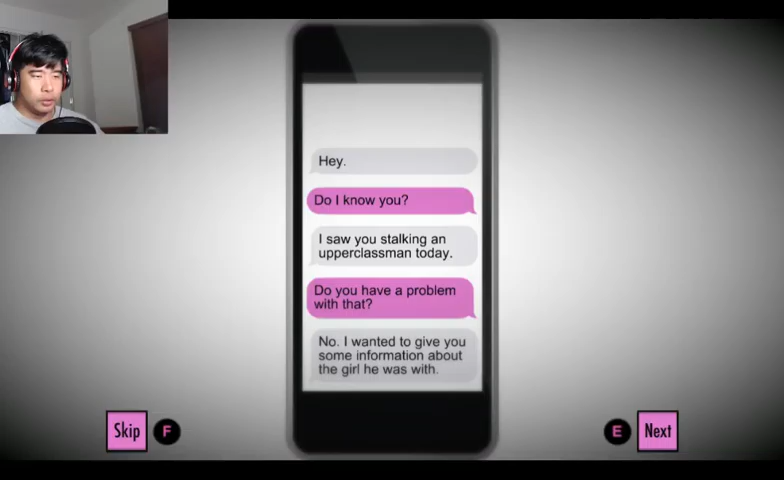 Hey.
Do I know you?
I saw you stalking an
upperclassman today.
Do you have a problem
with that?
No. I wanted to give you
some information about
the girl he was with.
Skip F
E Next